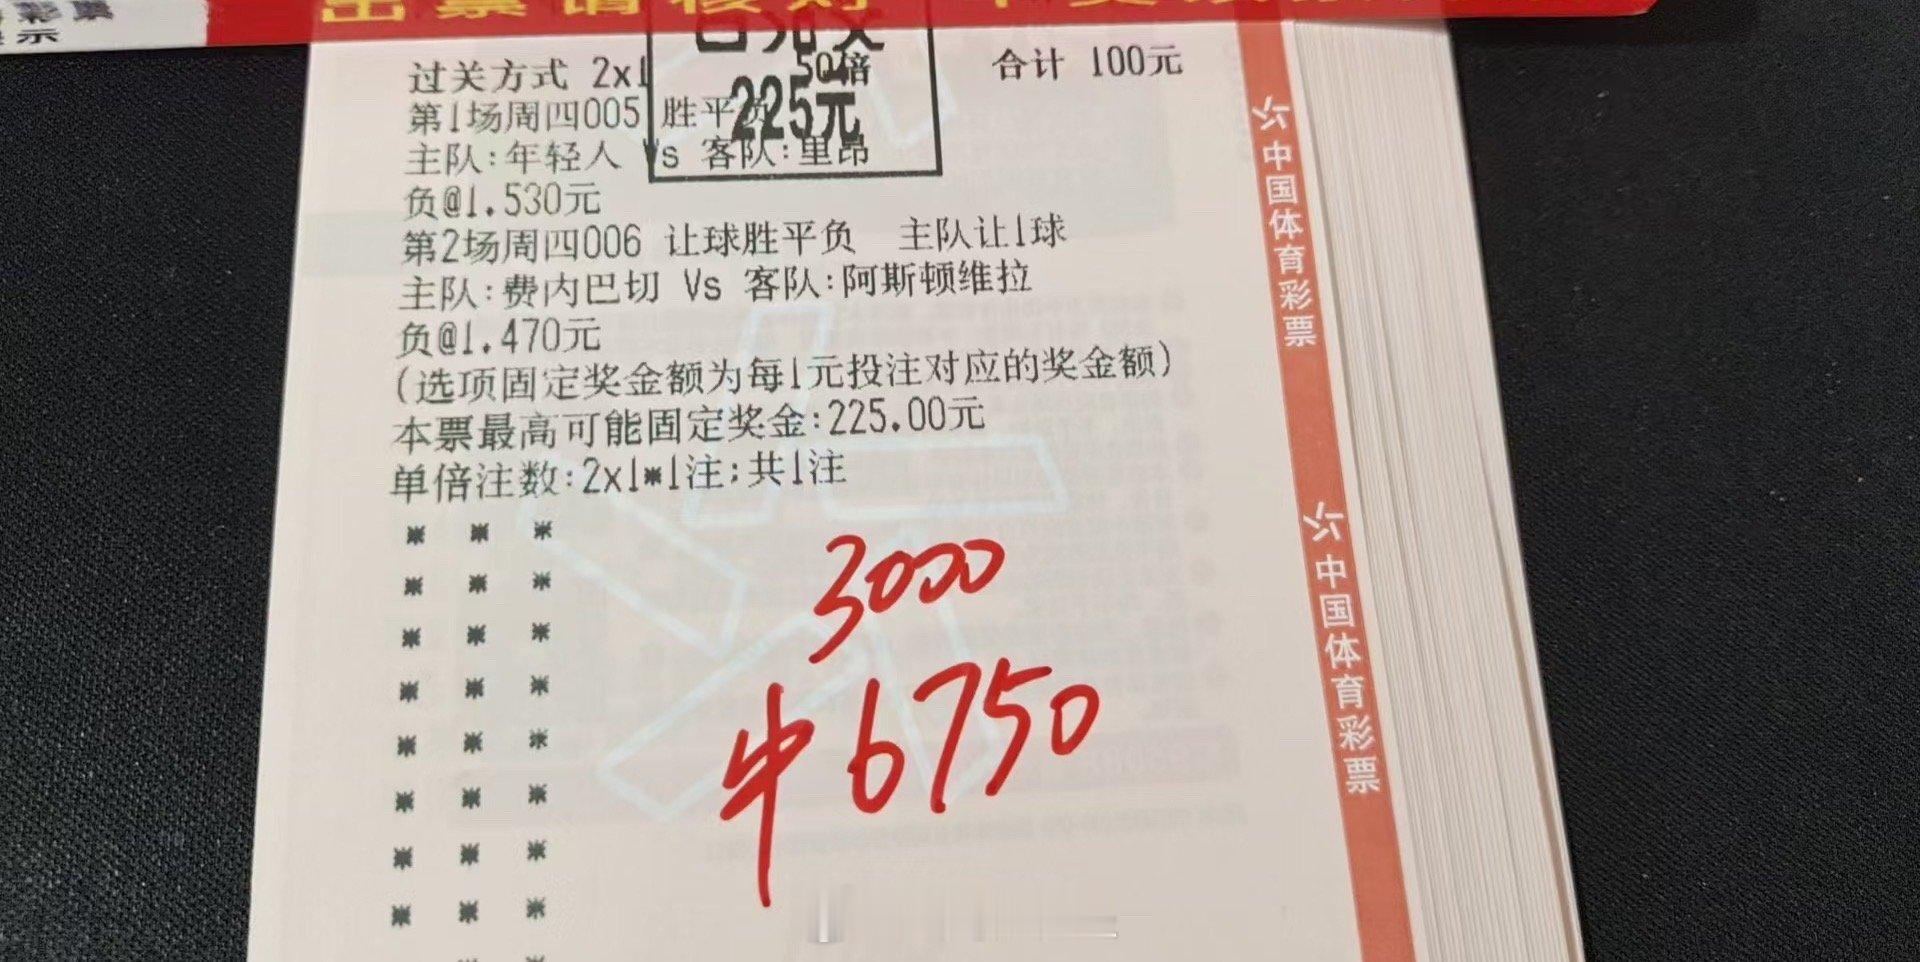 出票请核对
过关方式 2x1 50倍 合计 100元
225元
第1场周四005 胜平负
主队:年轻人 Vs 客队:里昂
负@1.530元
第2场周四006 让球胜平负 主队让1球
主队:费内巴切 Vs 客队:阿斯顿维拉
负@1.470元
(选项固定奖金额为每1元投注对应的奖金额)
本票最高可能固定奖金:225.00元
单倍注数:2x1*1注;共1注
3000
中6750
中国体育彩票
中国体育彩票